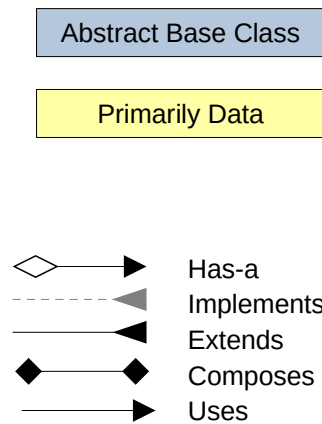 Abstract Base Class
Primarily Data
Has-a
Implements
Extends
Composes
Uses